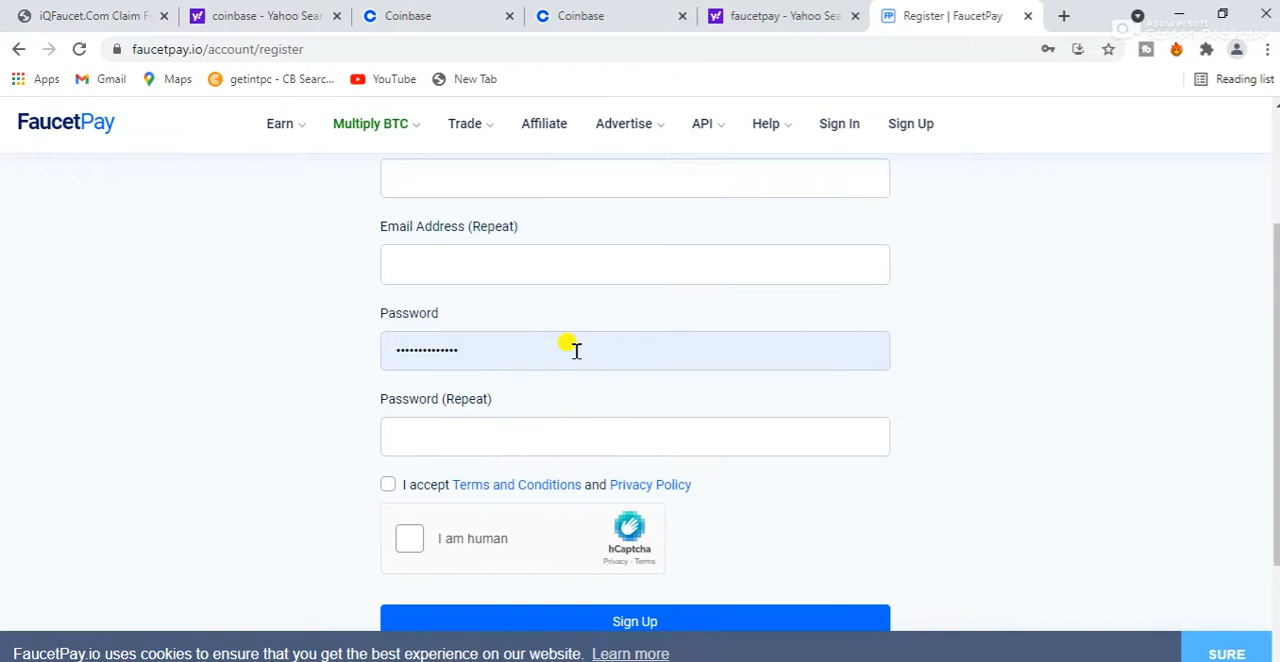 iQFaucet.Com Claim F
coinbase - Yahoo Sear
Coinbase
Coinbase
faucetpay - Yahoo Sea
Register | FaucetPay
Apowersoft
Screen Recorder
faucetpay.io/account/register
Apps
Gmail
Maps
getintpc - CB Searc...
YouTube
New Tab
Reading list
FaucetPay
Earn
Multiply BTC
Trade
Affiliate
Advertise
API
Help
Sign In
Sign Up
Email Address (Repeat)
Password
••••••••••••••
Password (Repeat)
I accept Terms and Conditions and Privacy Policy
I am human
hCaptcha
Privacy - Terms
Sign Up
FaucetPay.io uses cookies to ensure that you get the best experience on our website. Learn more
SURE